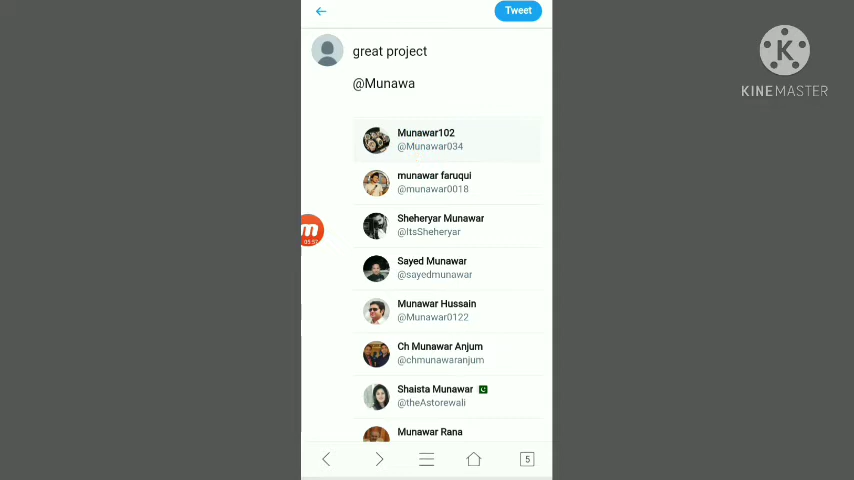 Tweet
great project
@Munawa
Munawar102
@Munawar034
munawar faruqui
@munawar0018
Sheheryar Munawar
@ItsSheheryar
Sayed Munawar
@sayedmunawar
Munawar Hussain
@Munawar0122
Ch Munawar Anjum
@chmunawaranjum
Shaista Munawar
@theAstorewali
Munawar Rana
5
K
KINEMASTER
m